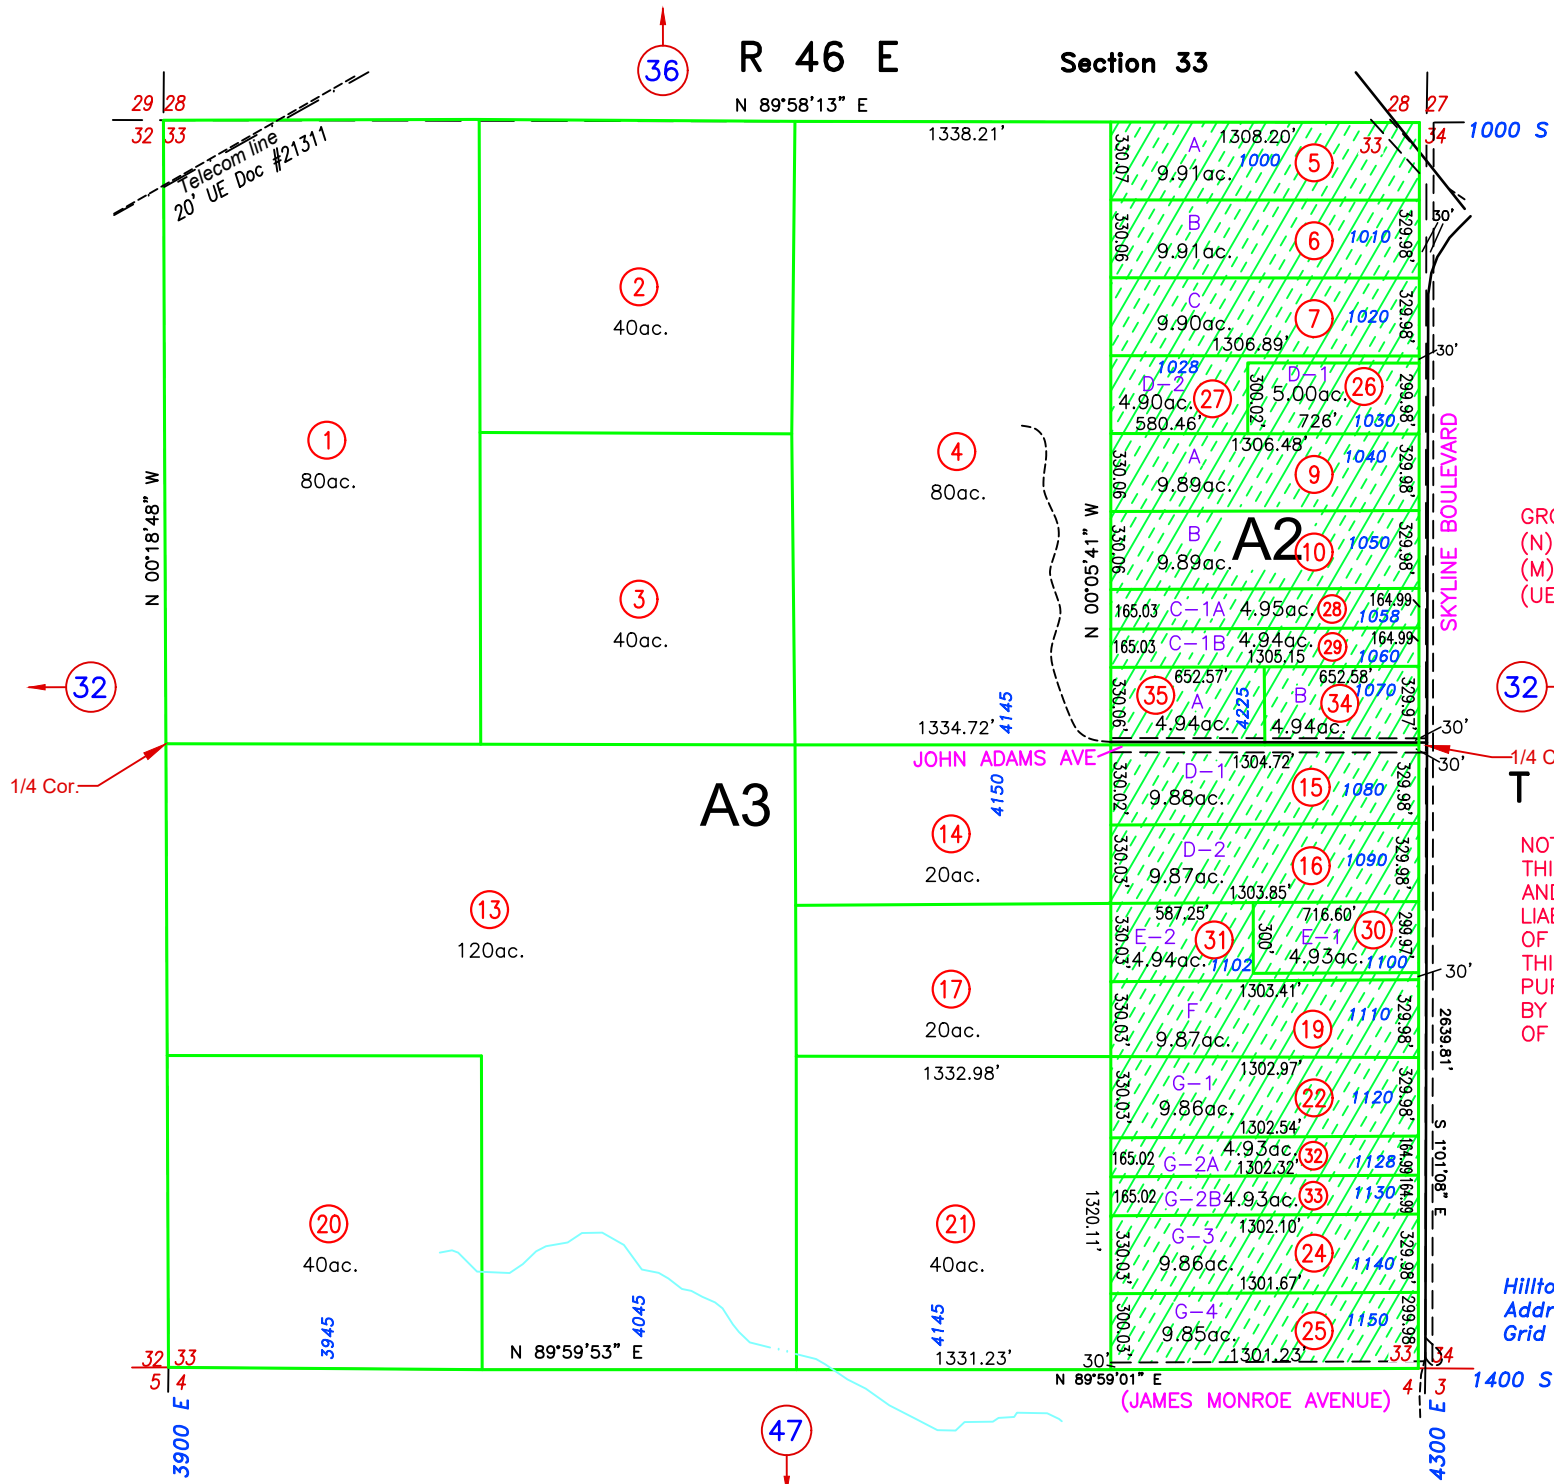 R 46 E
Section 33
36
N 89°58'13" E
29 28
32 33
28 27
33 34
1000 S
Telecom line
20' UE Doc #21311
1338.21'
1308.20'
330.07
A
1000
5
9.91ac.
30'
330.06
B
9.91ac.
6
1010
329.98'
C
9.90ac.
7
1020
329.98'
1306.89'
30'
2
40ac.
1028
D-2
4.90ac.
27
580.46'
300.02'
D-1
5.00ac.
26
726'
1030
299.98'
1306.48'
1
80ac.
4
80ac.
330.06
A
9.89ac.
9
1040
329.98'
SKYLINE BOULEVARD
N 00°18'48" W
N 00°05'41" W
330.06
B
9.89ac.
A2
10
1050
329.98'
GRO
(N)
(M)
(UE
3
40ac.
165.03
C-1A
4.95ac.
28
164.99
1058
165.03
C-1B
4.94ac.
29
164.99
1305.15
1060
32
32
330.06'
35
652.57'
A
4.94ac.
4225
652.58'
B
34
4.94ac.
1070
329.97'
30'
1334.72'
4145
1/4 Cor.
JOHN ADAMS AVE
1/4 C
30'
T
A3
4150
330.02'
1304.72'
D-1
9.88ac.
15
1080
329.98'
14
20ac.
330.03'
D-2
9.87ac.
16
1090
329.98'
1303.85'
NOT
THI
AND
LIAE
OF
THI
PUF
BY
OF
13
120ac.
330.03'
587.25'
E-2
31
4.94ac.
1102
300'
716.60'
E-1
30
4.93ac.
1100
299.97'
30'
17
20ac.
1303.41'
330.03'
F
9.87ac.
19
1110
329.98'
2639.81'
1332.98'
1302.97'
330.03'
G-1
9.86ac.
22
1120
329.98'
1302.54'
S 1°01'08" E
165.02
G-2A
4.93ac.
32
1302.32'
1128
164.99
165.02
G-2B
4.93ac.
33
1130
164.99
1320.11'
20
40ac.
21
40ac.
1302.10'
330.03'
G-3
9.86ac.
24
1140
329.98'
1301.67'
Hillto
Addr
Grid
3945
4045
4145
300.03'
G-4
9.85ac.
25
1150
299.98'
1301.23'
N 89°59'53" E
1331.23'
30'
N 89°59'01" E
32 33
5 4
33 34
4 3
1400 S
(JAMES MONROE AVENUE)
3900 E
4300 E
47